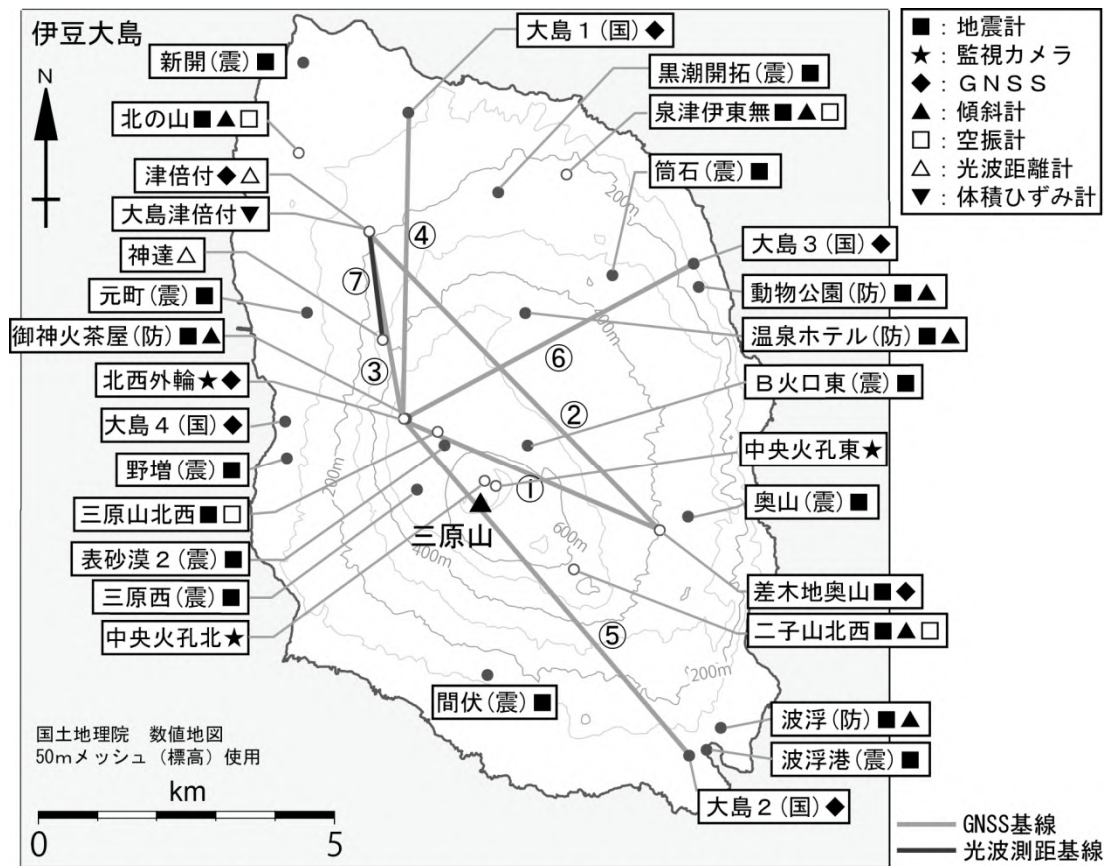 伊豆大島
N
新開(震)■
北の山■▲□
津倍付◆△
大島津倍付▼
神達△
元町(震)■
御神火茶屋(防)■▲
北西外輪★◆
大島4(国)◆
野増(震)■
三原山北西■□
表砂漠2(震)■
三原西(震)■
中央火孔北★
大島1(国)◆
黒潮開拓(震)■
泉津伊東無■▲□
筒石(震)■
大島3(国)◆
動物公園(防)■▲
温泉ホテル(防)■▲
B火口東(震)■
中央火孔東★
奥山(震)■
差木地奥山■◆
二子山北西■▲□
波浮(防)■▲
波浮港(震)■
大島2(国)◆
間伏(震)■
三原山
①
②
③
④
⑤
⑥
⑦
200m
400m
200m
400m
600m
200m
■:地震計
★:監視カメラ
◆:GNSS
▲:傾斜計
□:空振計
△:光波距離計
▼:体積ひずみ計
国土地理院 数値地図
50mメッシュ(標高)使用
km
0 5
GNSS基線
光波測距基線